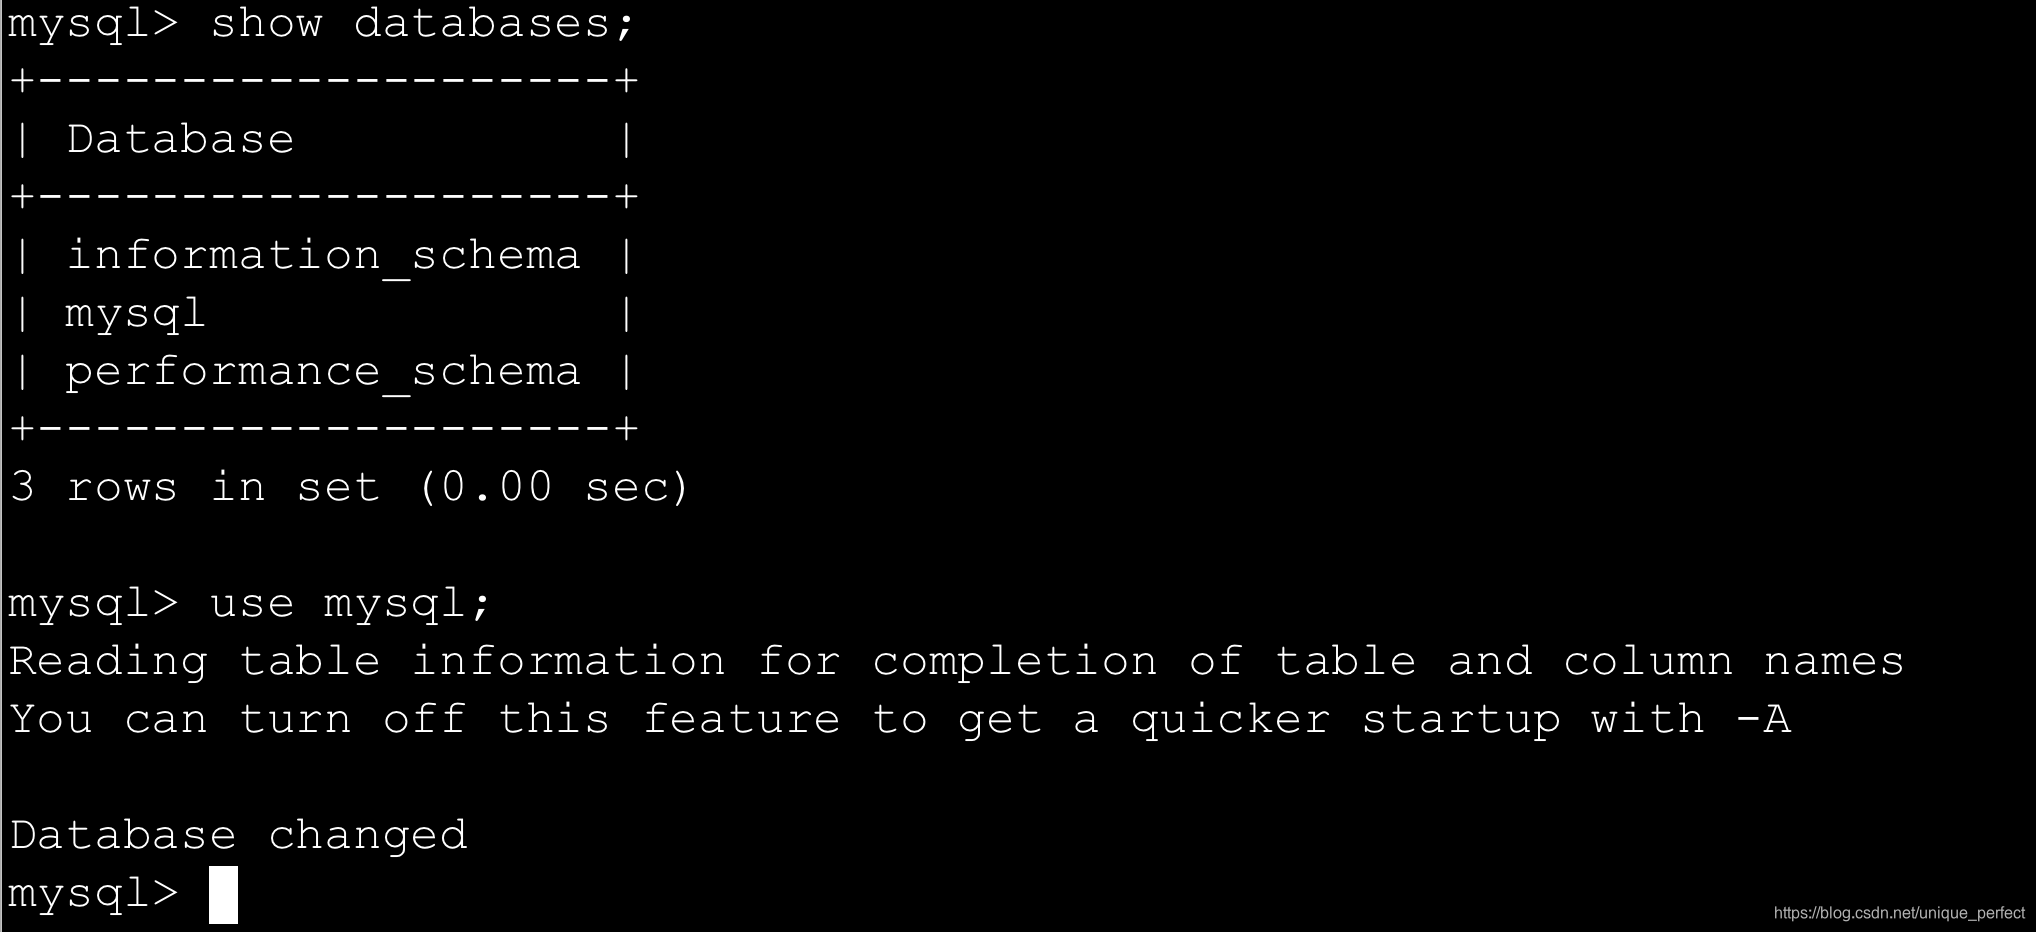 mysql> show databases;
+--------------------+
| Database           |
+--------------------+
| information_schema |
| mysql              |
| performance_schema |
+--------------------+
3 rows in set (0.00 sec)

mysql> use mysql;
Reading table information for completion of table and column names
You can turn off this feature to get a quicker startup with -A

Database changed
mysql>
https://blog.csdn.net/unique_perfect